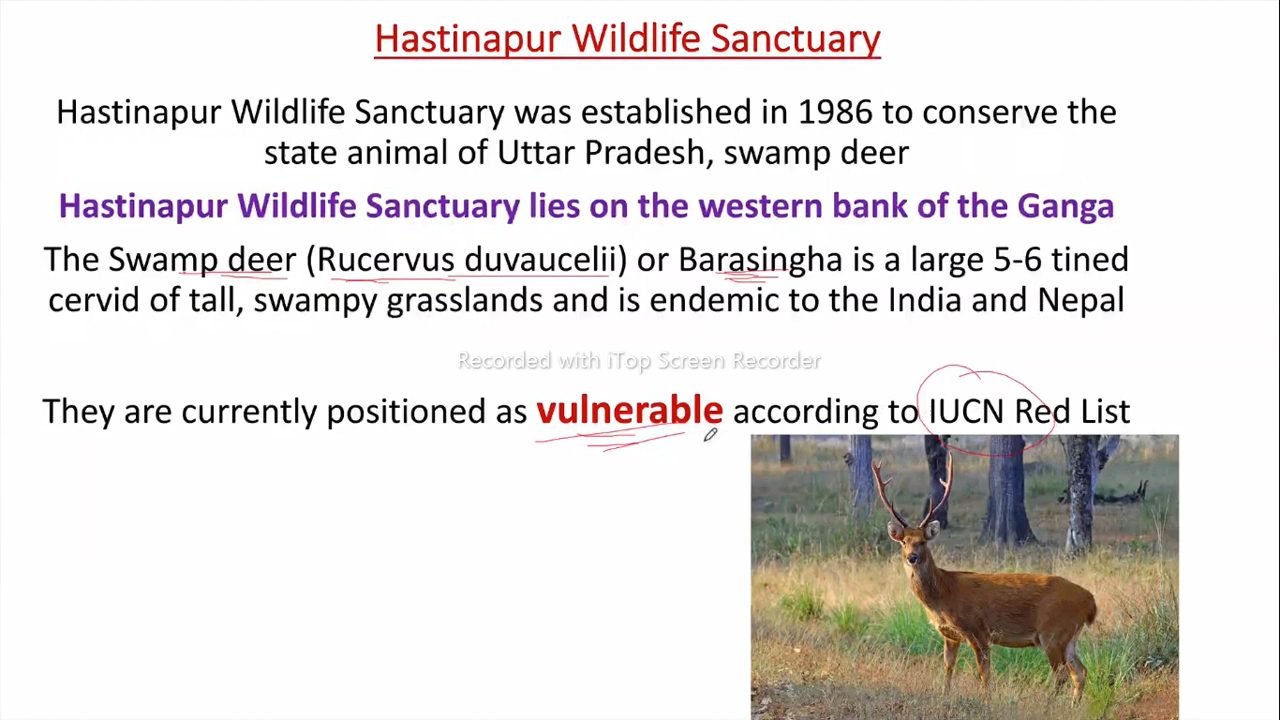 Hastinapur Wildlife Sanctuary
Hastinapur Wildlife Sanctuary was established in 1986 to conserve the
state animal of Uttar Pradesh, swamp deer
Hastinapur Wildlife Sanctuary lies on the western bank of the Ganga
The Swamp deer (Rucervus duvaucelii) or Barasingha is a large 5-6 tined
cervid of tall, swampy grasslands and is endemic to the India and Nepal
Recorded with iTop Screen Recorder
They are currently positioned as vulnerable according to IUCN Red List